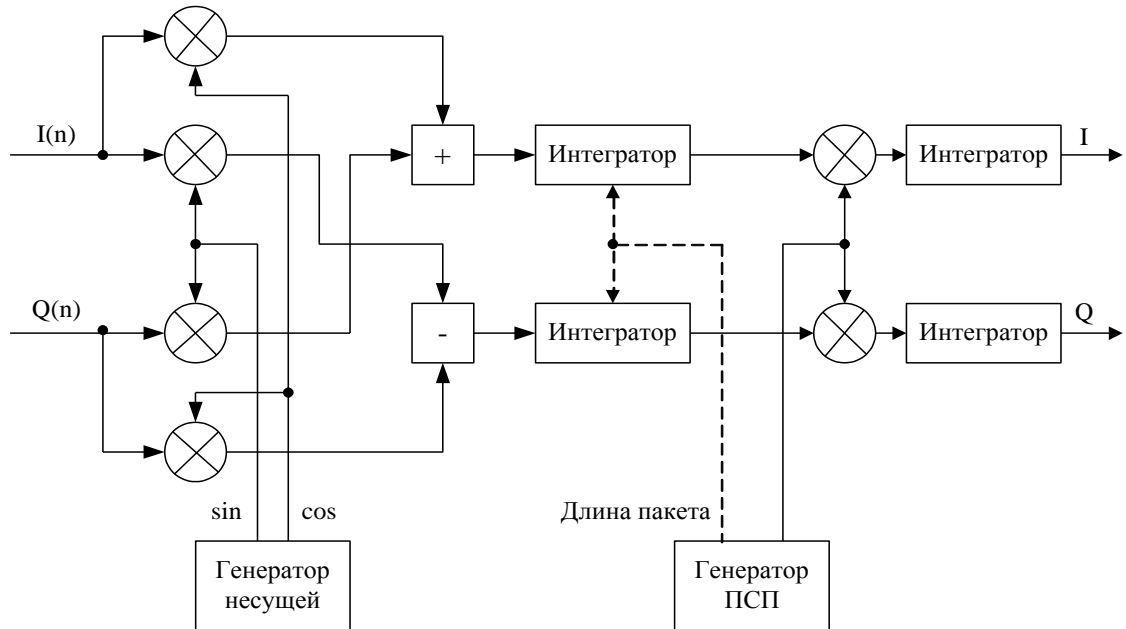 I(n)
+
Интегратор
Интегратор
I
Q(n)
-
Интегратор
Интегратор
Q
sin
cos
Длина пакета
Генератор
несущей
Генератор
ПСП